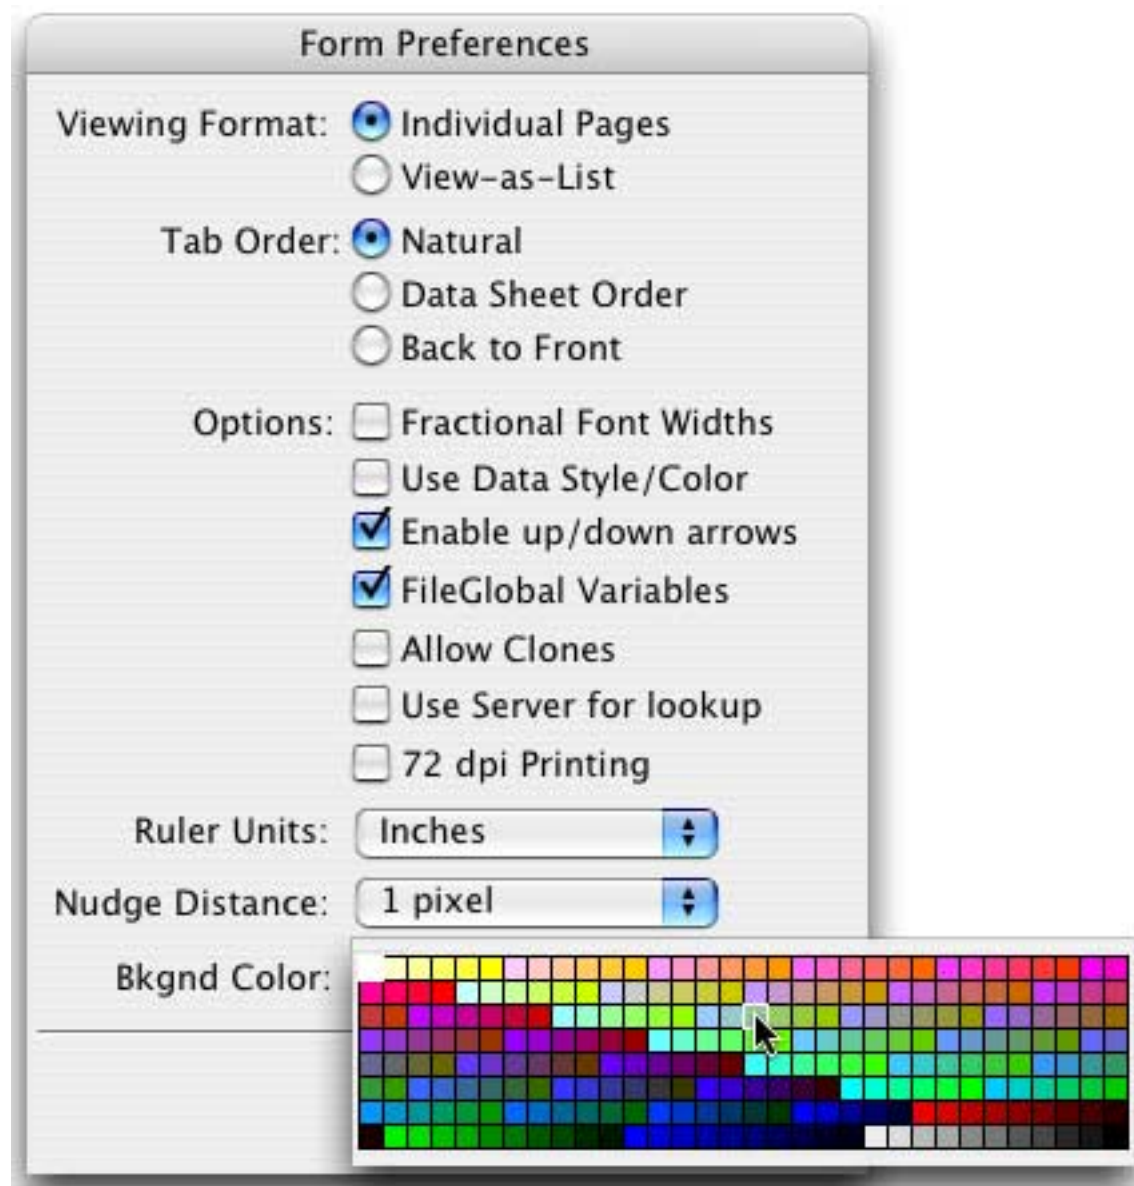 Form Preferences
Viewing Format: Individual Pages
View-as-List
Tab Order: Natural
Data Sheet Order
Back to Front
Options: Fractional Font Widths
Use Data Style/Color
Enable up/down arrows
FileGlobal Variables
Allow Clones
Use Server for lookup
72 dpi Printing
Ruler Units: Inches
Nudge Distance: 1 pixel
Bkgnd Color: